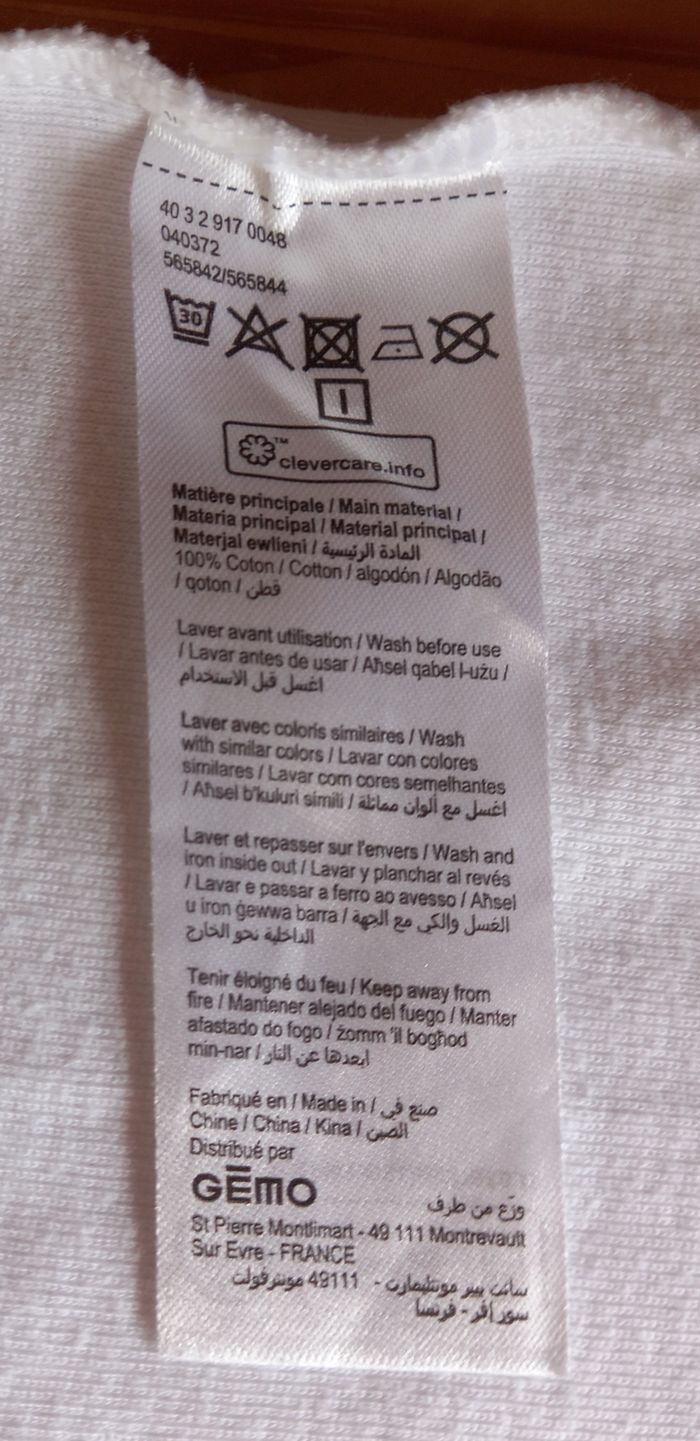 40 3 2 917 0048
040372
565842/565844
30
clevercare.info
Matière principale / Main material /
Materia principal / Material principal /
Materjal ewlieni / المادة الرئيسية
100% Coton / Cotton / algodón / Algodão
/ qoton / قطن
Laver avant utilisation / Wash before use
/ Lavar antes de usar / Aħsel qabel l-użu /
اغسل قبل الاستخدام
Laver avec coloris similaires / Wash
with similar colors / Lavar con colores
similares / Lavar com cores semelhantes
/ Aħsel b'kuluri simili / اغسل مع ألوان مماثلة
Laver et repasser sur l'envers / Wash and
iron inside out / Lavar y planchar al revés
/ Lavar e passar a ferro ao avesso / Aħsel
u iron ġewwa barra / الغسل والكي مع الجهة
الداخلية نحو الخارج
Tenir éloigné du feu / Keep away from
fire / Mantener alejado del fuego / Manter
afastado do fogo / żomm 'il bogħod
min-nar / ابعدها عن النار
Fabriqué en / Made in / صنع في
Chine / China / Kina / الصين
Distribué par
GĒMO
وزّع من طرف
St Pierre Montlimart - 49 111 Montrevault
Sur Evre - FRANCE
سانت بيير مونتليمارت - 49111 مونترفولت
سور إفر - فرنسا